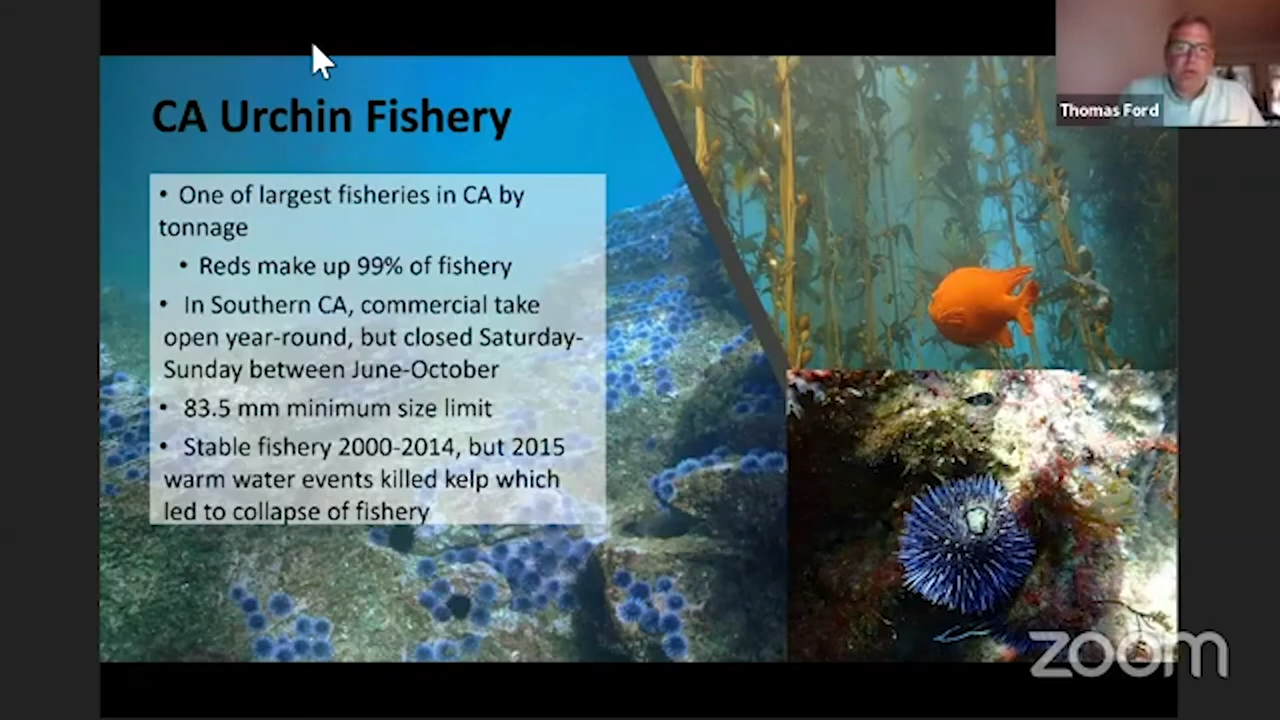 CA Urchin Fishery
• One of largest fisheries in CA by
tonnage
• Reds make up 99% of fishery
• In Southern CA, commercial take
open year-round, but closed Saturday-
Sunday between June-October
• 83.5 mm minimum size limit
• Stable fishery 2000-2014, but 2015
warm water events killed kelp which
led to collapse of fishery
Thomas Ford
zoom